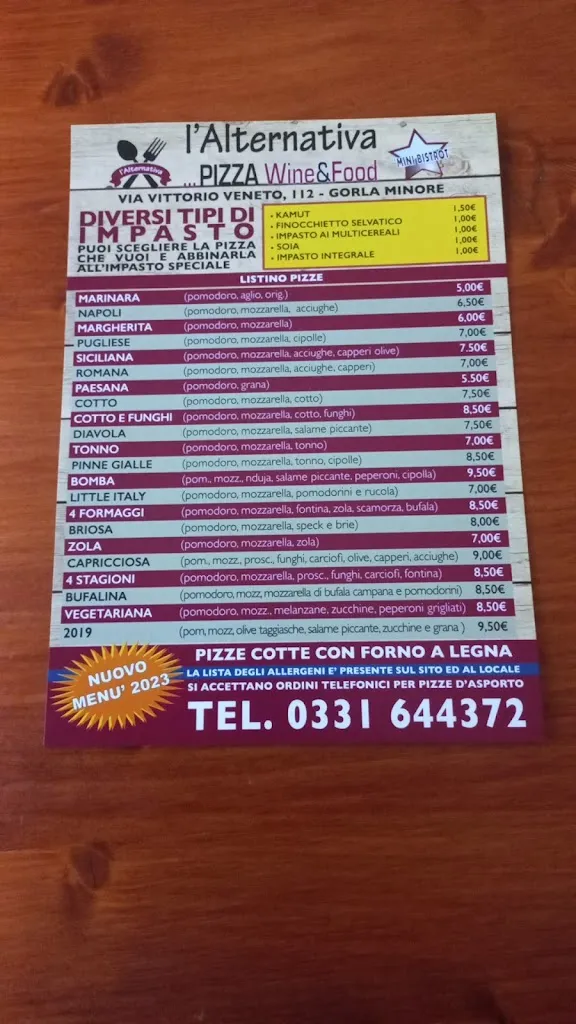 l'Alternativa
l'Alternativa
...PIZZA Wine&Food
MINI BISTROT
VIA VITTORIO VENETO, 112 - GORLA MINORE
DIVERSI TIPI DI
IMPASTO
PUOI SCEGLIERE LA PIZZA
CHE VUOI E ABBINARLA
ALL'IMPASTO SPECIALE
• KAMUT 1,50€
• FINOCCHIETTO SELVATICO 1,00€
• IMPASTO AI MULTICEREALI 1,00€
• SOIA 1,00€
• IMPASTO INTEGRALE 1,00€
LISTINO PIZZE
MARINARA (pomodoro, aglio, orig.) 5,00€
NAPOLI (pomodoro, mozzarella, acciughe) 6,50€
MARGHERITA (pomodoro, mozzarella) 6,00€
PUGLIESE (pomodoro, mozzarella, cipolle) 7,00€
SICILIANA (pomodoro, mozzarella, acciughe, capperi olive) 7.50€
ROMANA (pomodoro, mozzarella, acciughe, capperi) 7,00€
PAESANA (pomodoro, grana) 5.50€
COTTO (pomodoro, mozzarella, cotto) 7,50€
COTTO E FUNGHI (pomodoro, mozzarella, cotto, funghi) 8,50€
DIAVOLA (pomodoro, mozzarella, salame piccante) 7,50€
TONNO (pomodoro, mozzarella, tonno) 7,00€
PINNE GIALLE (pomodoro, mozzarella, tonno, cipolle) 8,50€
BOMBA (pom., mozz., nduja, salame piccante, peperoni, cipolla) 9,50€
LITTLE ITALY (pomodoro, mozzarella, pomodorini e rucola) 7,00€
4 FORMAGGI (pomodoro, mozzarella, fontina, zola, scamorza, bufala) 8,50€
BRIOSA (pomodoro, mozzarella, speck e brie) 8,00€
ZOLA (pomodoro, mozzarella, zola) 7,00€
CAPRICCIOSA (pom., mozz., prosc., funghi, carciofi, olive, capperi, acciughe) 9,00€
4 STAGIONI (pomodoro, mozzarella, prosc., funghi, carciofi, fontina) 8,50€
BUFALINA (pomodoro, mozz, mozzarella di bufala campana e pomodorini) 8,50€
VEGETARIANA (pomodoro, mozz., melanzane, zucchine, peperoni grigliati) 8,50€
2019 (pom, mozz, olive taggiasche, salame piccante, zucchine e grana ) 9,50€
NUOVO
MENU' 2023
PIZZE COTTE CON FORNO A LEGNA
LA LISTA DEGLI ALLERGENI E' PRESENTE SUL SITO ED AL LOCALE
SI ACCETTANO ORDINI TELEFONICI PER PIZZE D'ASPORTO
TEL. 0331 644372